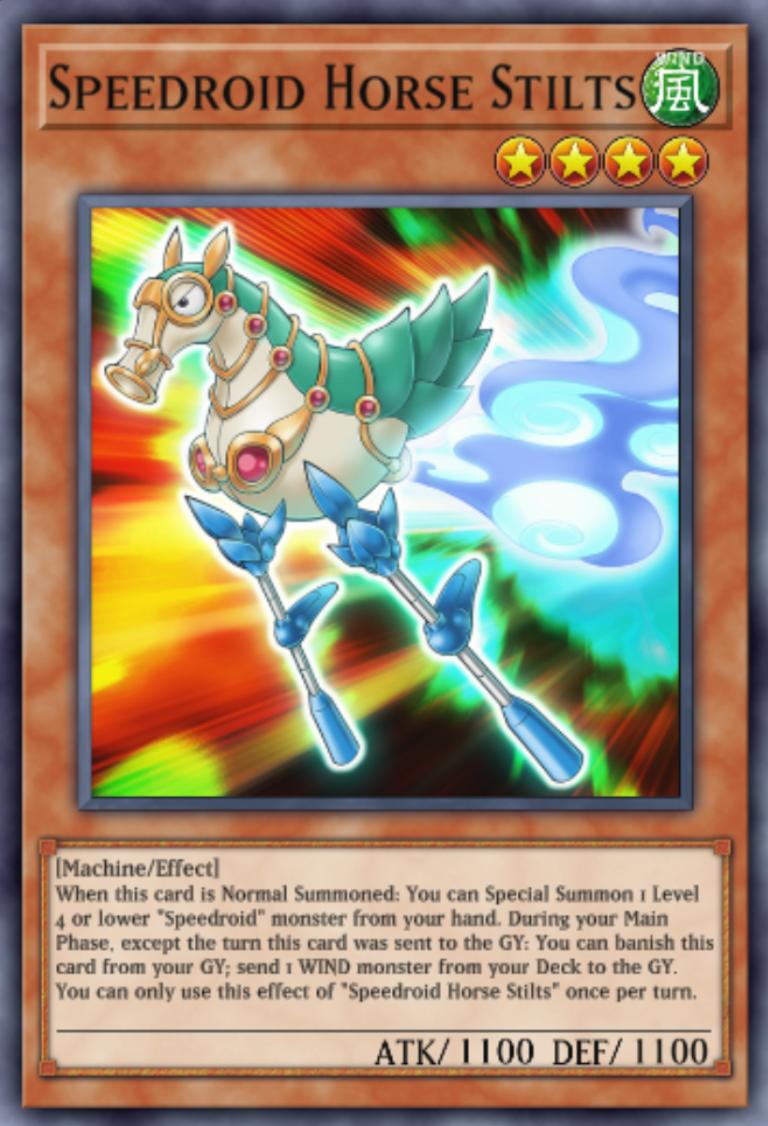 SPEEDROID HORSE STILTS
WIND
風
[Machine/Effect]
When this card is Normal Summoned: You can Special Summon 1 Level
4 or lower "Speedroid" monster from your hand. During your Main
Phase, except the turn this card was sent to the GY: You can banish this
card from your GY; send 1 WIND monster from your Deck to the GY.
You can only use this effect of "Speedroid Horse Stilts" once per turn.
ATK/ 1100 DEF/ 1100